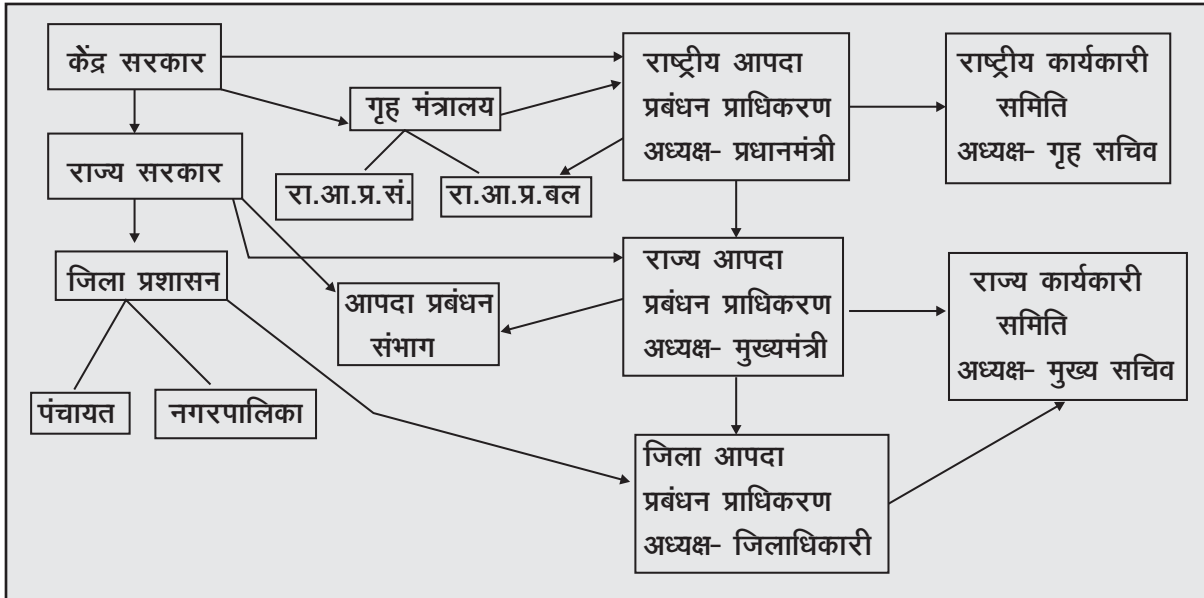 केंद्र सरकार
राष्ट्रीय आपदा
प्रबंधन प्राधिकरण
अध्यक्ष- प्रधानमंत्री
राष्ट्रीय कार्यकारी
समिति
अध्यक्ष- गृह सचिव
गृह मंत्रालय
राज्य सरकार
रा.आ.प्र.सं.
रा.आ.प्र.बल
जिला प्रशासन
आपदा प्रबंधन
संभाग
राज्य आपदा
प्रबंधन प्राधिकरण
अध्यक्ष- मुख्यमंत्री
राज्य कार्यकारी
समिति
अध्यक्ष- मुख्य सचिव
पंचायत
नगरपालिका
जिला आपदा
प्रबंधन प्राधिकरण
अध्यक्ष- जिलाधिकारी